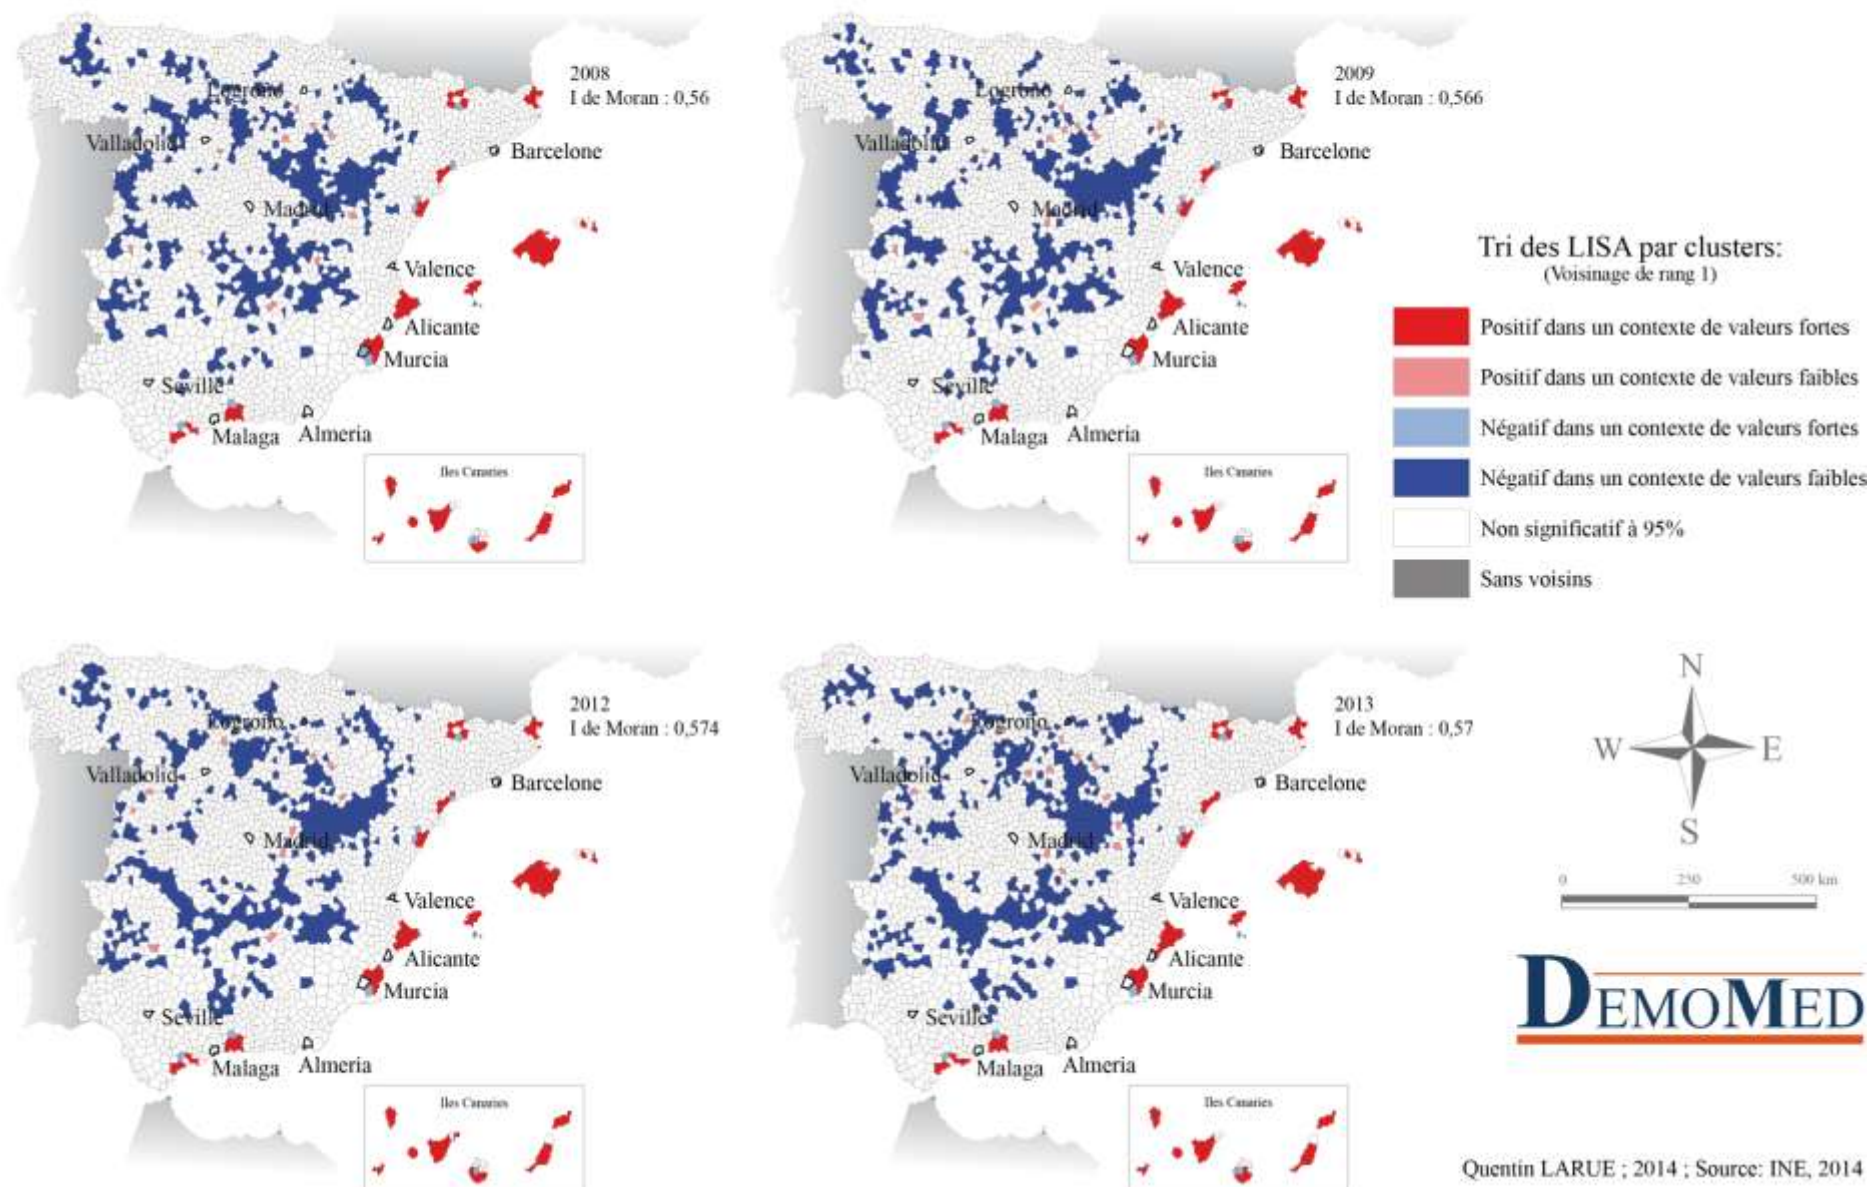 2008
I de Moran : 0,56
Logrono
Valladolid
Barcelone
Madrid
Valence
Alicante
Murcia
Seville
Malaga
Almeria
Iles Canaries
2009
I de Moran : 0,566
Logrono
Valladolid
Barcelone
Madrid
Valence
Alicante
Murcia
Seville
Malaga
Almeria
Iles Canaries
Tri des LISA par clusters:
(Voisinage de rang 1)
Positif dans un contexte de valeurs fortes
Positif dans un contexte de valeurs faibles
Négatif dans un contexte de valeurs fortes
Négatif dans un contexte de valeurs faibles
Non significatif à 95%
Sans voisins
2012
I de Moran : 0,574
Logrono
Valladolid
Barcelone
Madrid
Valence
Alicante
Murcia
Seville
Malaga
Almeria
Iles Canaries
2013
I de Moran : 0,57
Logrono
Valladolid
Barcelone
Madrid
Valence
Alicante
Murcia
Seville
Malaga
Almeria
Iles Canaries
N
W E
S
0 250 500 km
DEMOMED
Quentin LARUE ; 2014 ; Source: INE, 2014